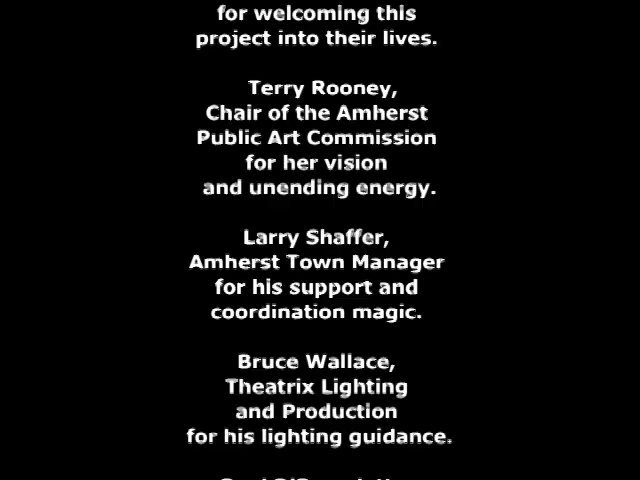 for welcoming this
project into their lives.
Terry Rooney,
Chair of the Amherst
Public Art Commission
for her vision
and unending energy.
Larry Shaffer,
Amherst Town Manager
for his support and
coordination magic.
Bruce Wallace,
Theatrix Lighting
and Production
for his lighting guidance.